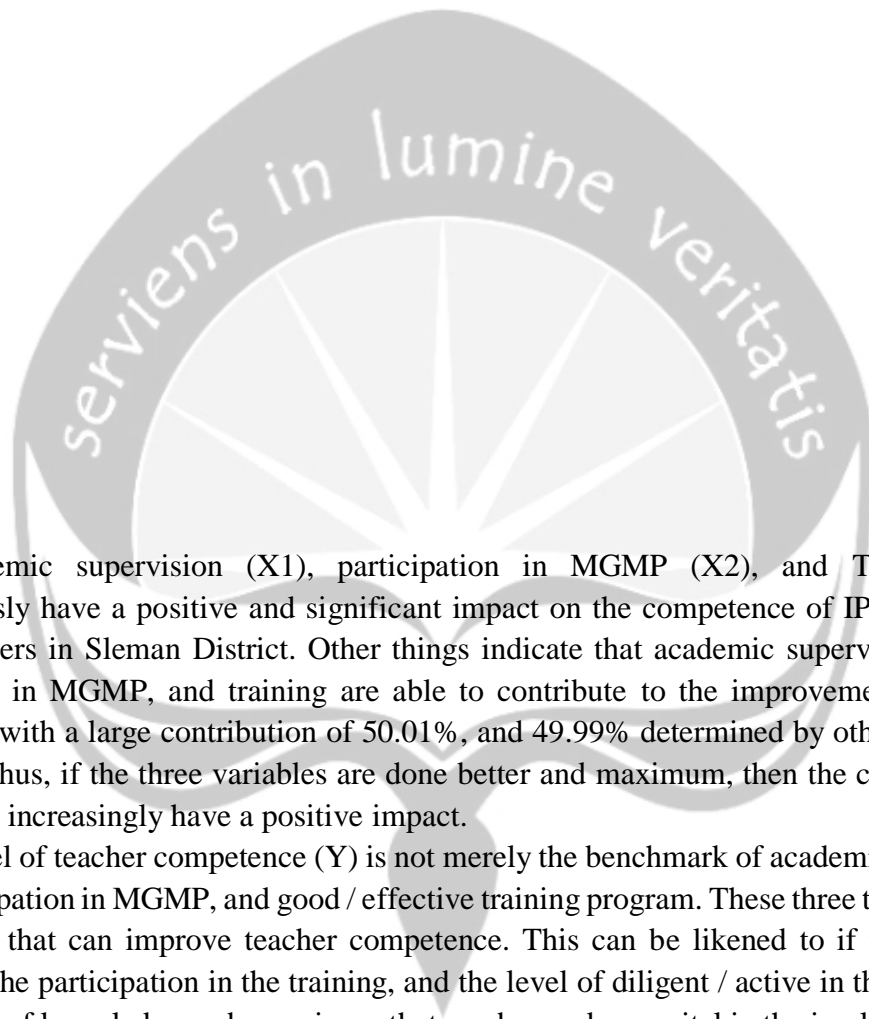 serviens in lumine veritatis
emic supervision (X1), participation in MGMP (X2), and T
sly have a positive and significant impact on the competence of IP
ers in Sleman District. Other things indicate that academic superv
in MGMP, and training are able to contribute to the improveme
with a large contribution of 50.01%, and 49.99% determined by oth
hus, if the three variables are done better and maximum, then the c
increasingly have a positive impact.
el of teacher competence (Y) is not merely the benchmark of academi
pation in MGMP, and good / effective training program. These three t
that can improve teacher competence. This can be likened to if
he participation in the training, and the level of diligent / active in th